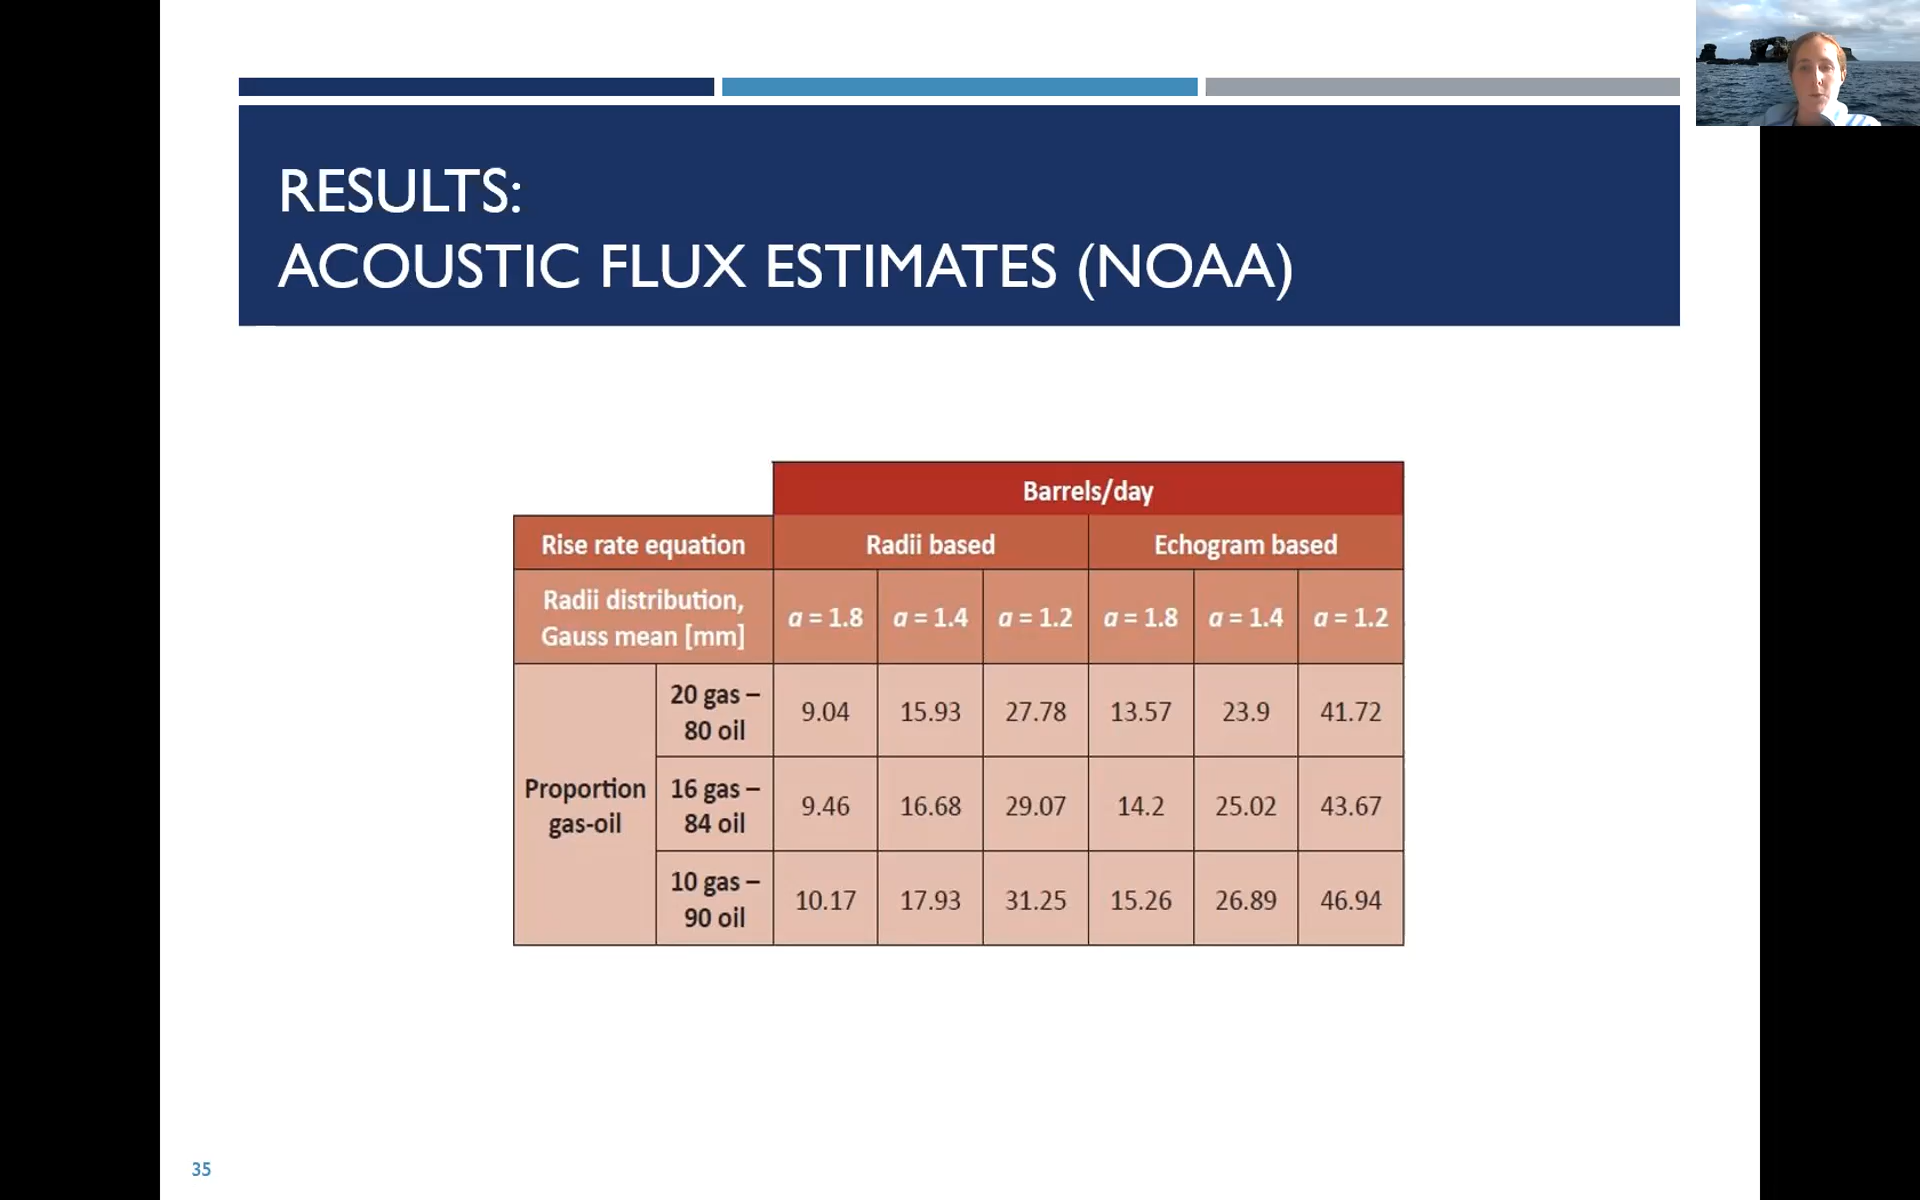 RESULTS:
ACOUSTIC FLUX ESTIMATES (NOAA)
Barrels/day
Rise rate equation
Radii based
Echogram based
Radii distribution,
Gauss mean [mm]
a = 1.8
a = 1.4
a = 1.2
a = 1.8
a = 1.4
a = 1.2
Proportion
gas-oil
20 gas –
80 oil
9.04
15.93
27.78
13.57
23.9
41.72
16 gas –
84 oil
9.46
16.68
29.07
14.2
25.02
43.67
10 gas –
90 oil
10.17
17.93
31.25
15.26
26.89
46.94
35